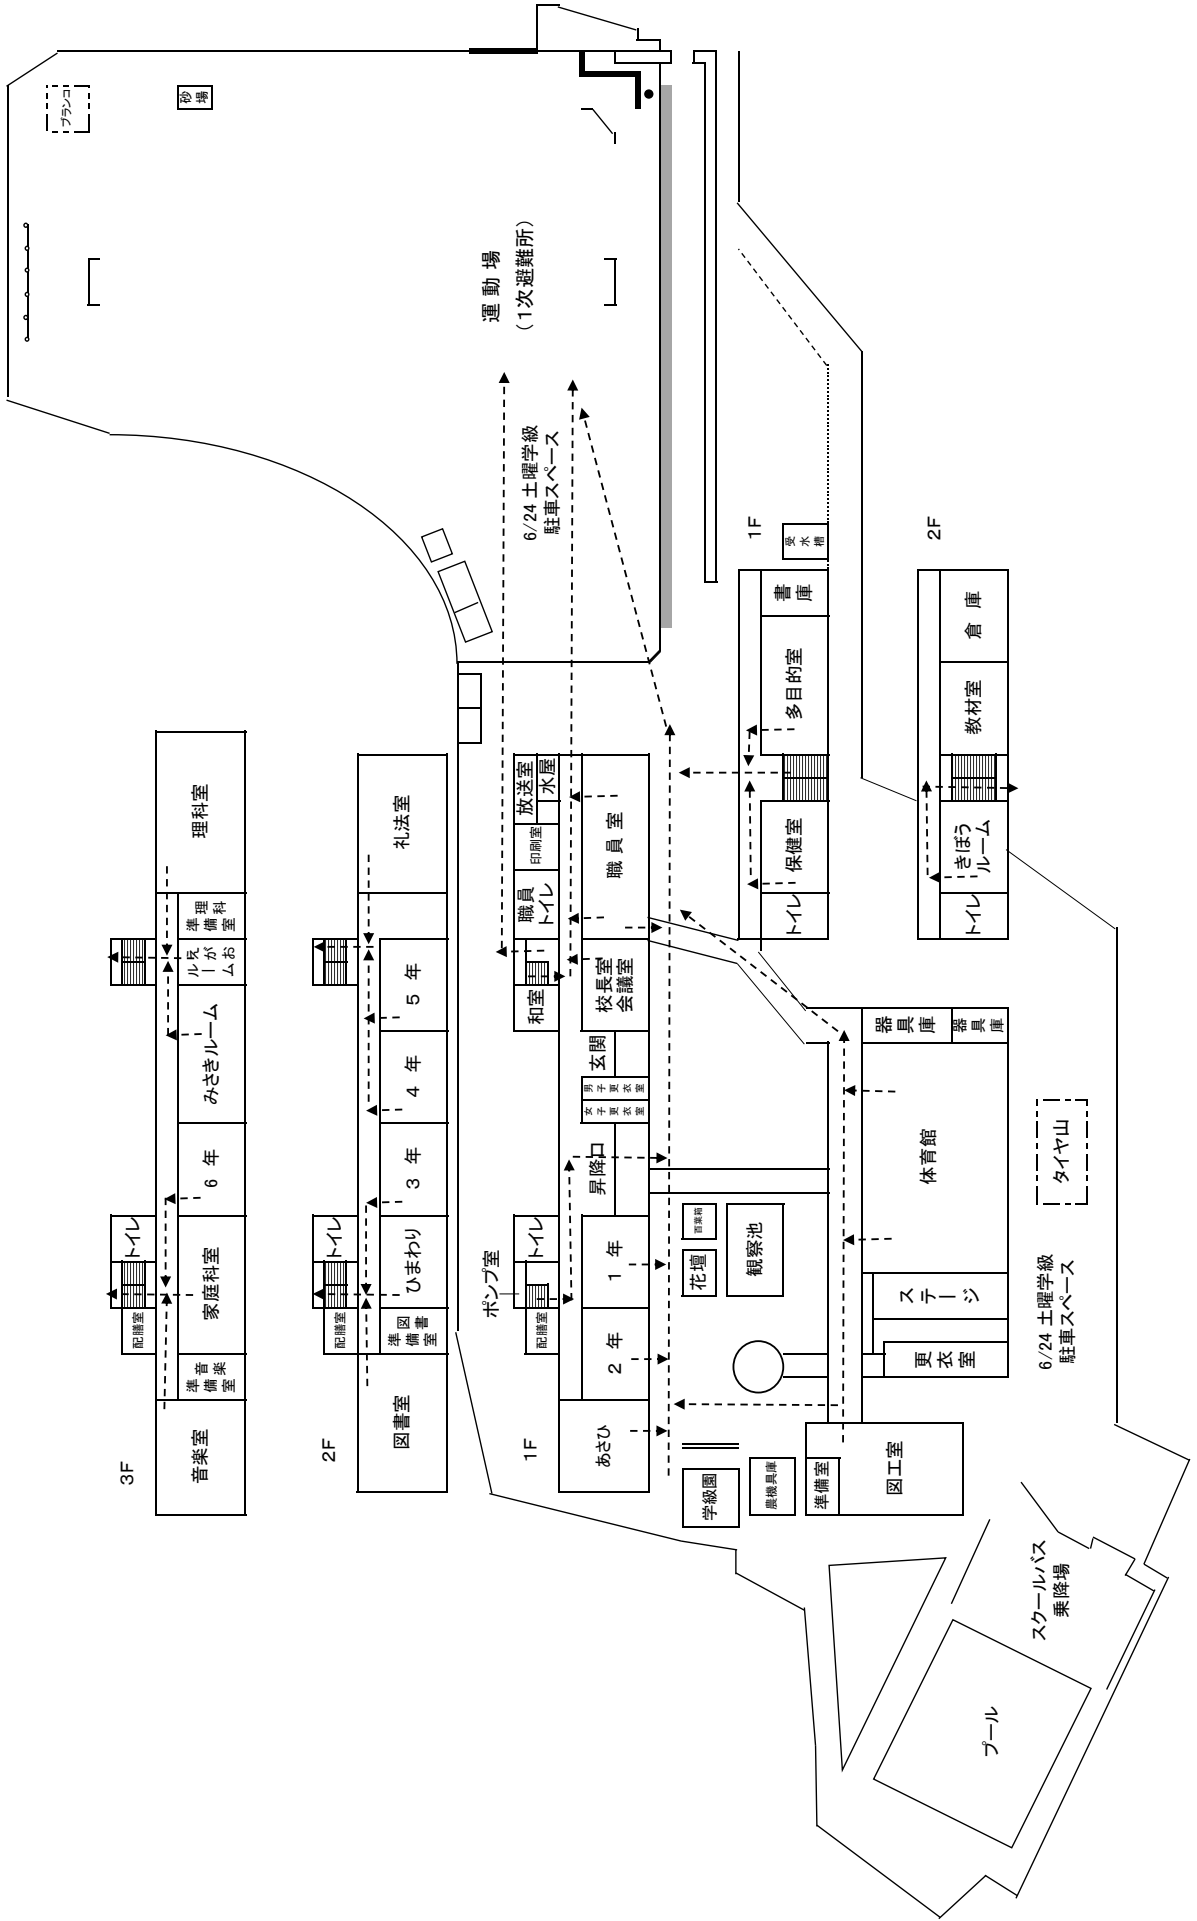 ブランコ
砂場
運動場
(1次避難所)
6/24 土曜学級
駐車スペース
3F
理科室
理科
準備室
えがお
ルーム
みさきルーム
6年
トイレ
家庭科室
配膳室
音楽
準備室
音楽室
2F
礼法室
5年
4年
3年
トイレ
ひまわり
配膳室
図書
準備室
図書室
ポンプ室
1F
放送室
水屋
印刷室
職員
トイレ
和室
職員室
校長室
会議室
玄関
男子更衣室
女子更衣室
昇降口
トイレ
1年
配膳室
2年
あさひ
1F
受水槽
書庫
多目的室
保健室
トイレ
2F
倉庫
教材室
きぼう
ルーム
トイレ
器具庫
器具庫
体育館
ステージ
更衣室
百葉箱
花壇
観察池
学級園
農機具庫
準備室
図工室
タイヤ山
6/24 土曜学級
駐車スペース
スクールバス
乗降場
プール